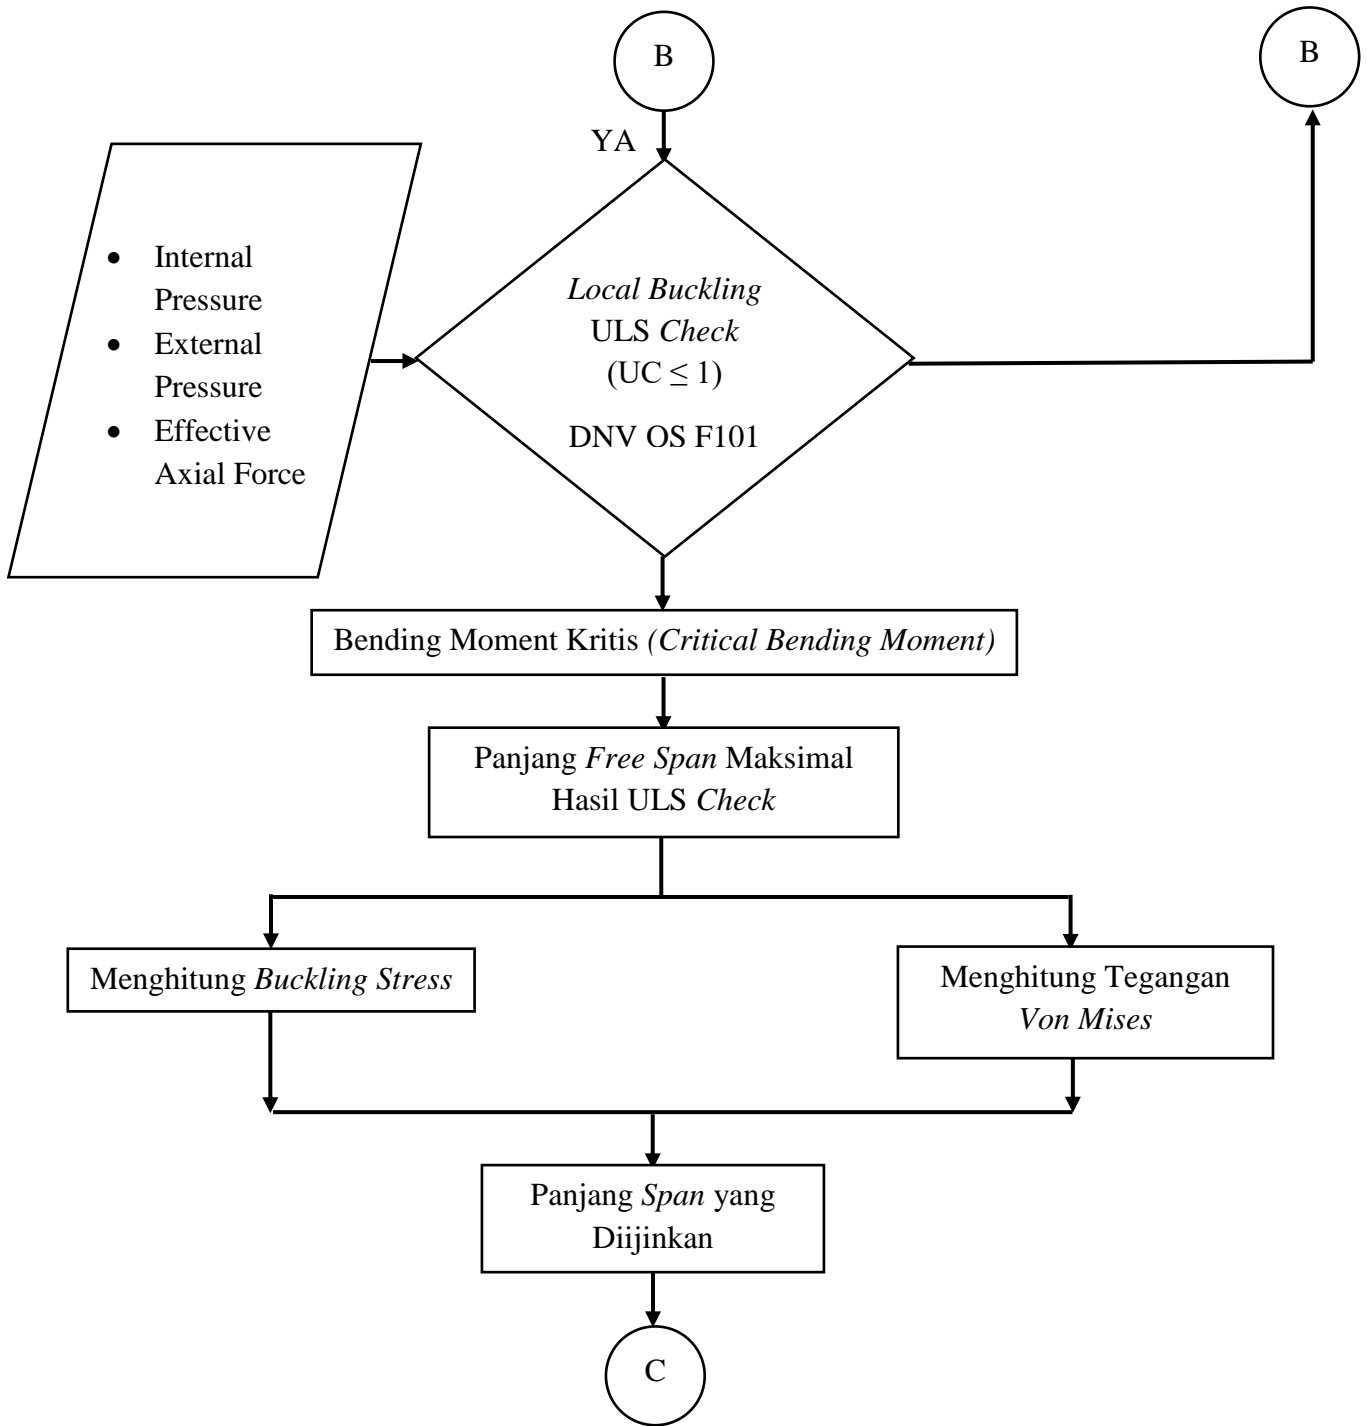 B
B
YA
• Internal
Pressure
• External
Pressure
• Effective
Axial Force
Local Buckling
ULS Check
(UC ≤ 1)
DNV OS F101
Bending Moment Kritis (Critical Bending Moment)
Panjang Free Span Maksimal
Hasil ULS Check
Menghitung Buckling Stress
Menghitung Tegangan
Von Mises
Panjang Span yang
Diijinkan
C